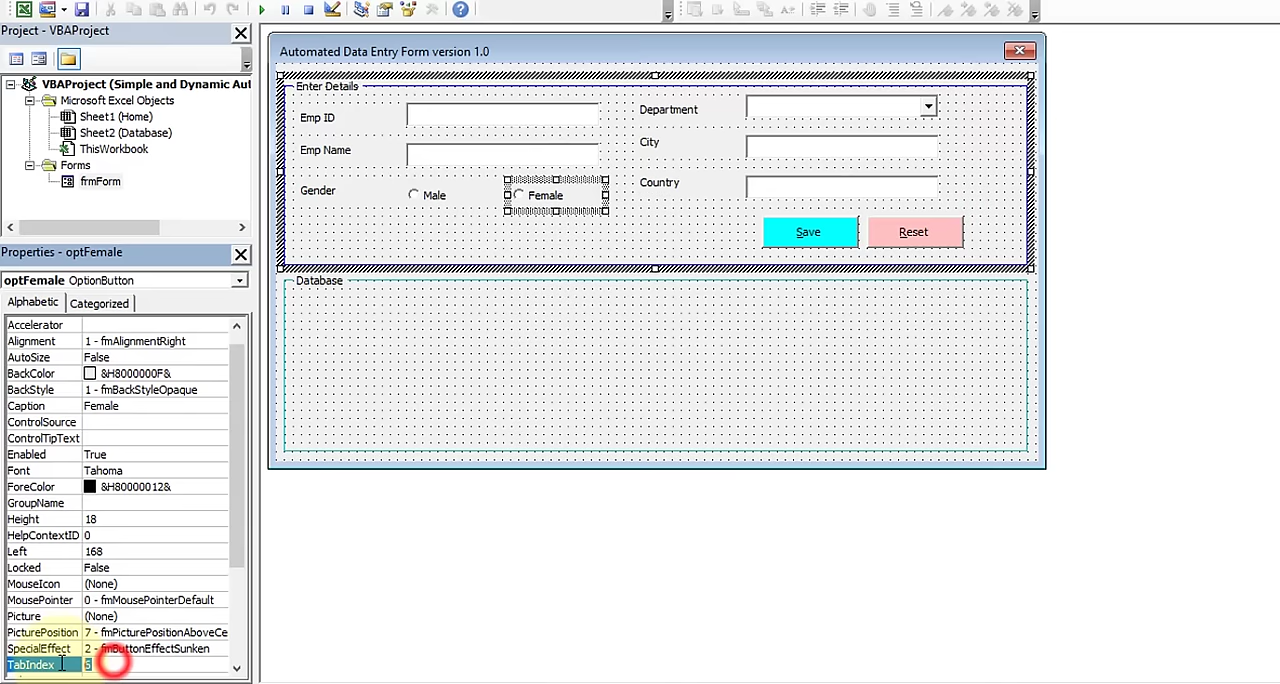 Project - VBAProject
VBAProject (Simple and Dynamic Aut
Microsoft Excel Objects
Sheet1 (Home)
Sheet2 (Database)
ThisWorkbook
Forms
frmForm
Properties - optFemale
optFemale OptionButton
Alphabetic Categorized
Accelerator
Alignment 1 - fmAlignmentRight
AutoSize False
BackColor &H8000000F&
BackStyle 1 - fmBackStyleOpaque
Caption Female
ControlSource
ControlTipText
Enabled True
Font Tahoma
ForeColor &H80000012&
GroupName
Height 18
HelpContextID 0
Left 168
Locked False
MouseIcon (None)
MousePointer 0 - fmMousePointerDefault
Picture (None)
PicturePosition 7 - fmPicturePositionAboveCe
SpecialEffect 2 - fmButtonEffectSunken
TabIndex 5
Automated Data Entry Form version 1.0
Enter Details
Emp ID
Emp Name
Gender Male Female
Department
City
Country
Save Reset
Database